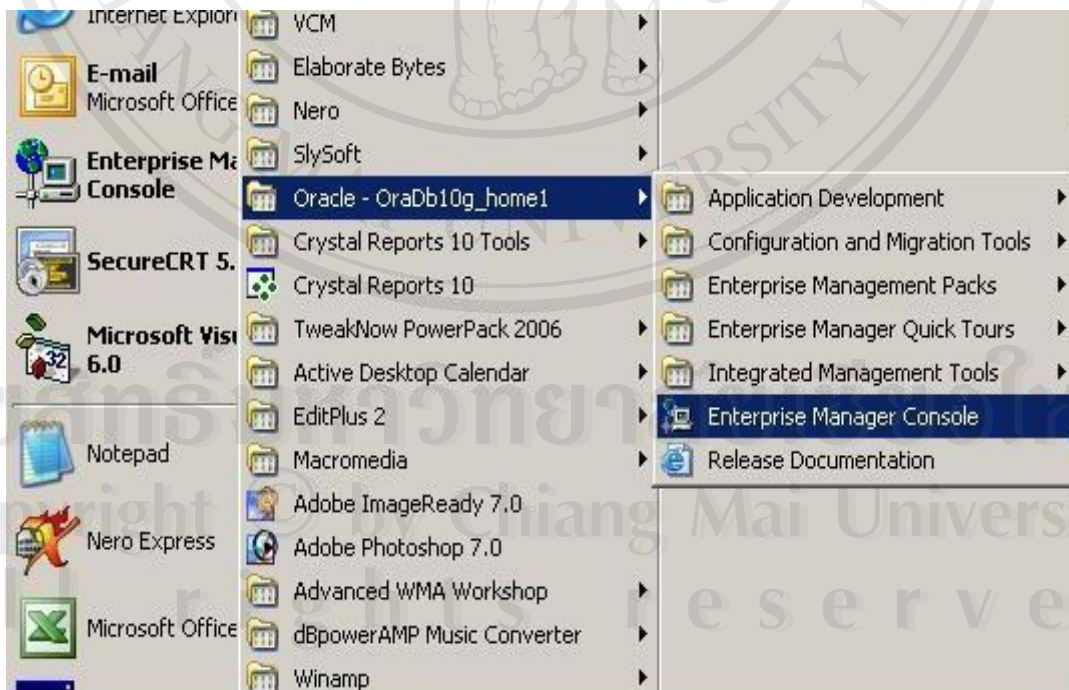 Internet Explor
E-mail
Microsoft Office
Enterprise Ma
Console
SecureCRT 5.
Microsoft Visu
6.0
Notepad
Nero Express
Microsoft Office
VCM
Elaborate Bytes
Nero
SlySoft
Oracle - OraDb10g_home1
Crystal Reports 10 Tools
Crystal Reports 10
TweakNow PowerPack 2006
Active Desktop Calendar
EditPlus 2
Macromedia
Adobe ImageReady 7.0
Adobe Photoshop 7.0
Advanced WMA Workshop
dBpowerAMP Music Converter
Winamp
Application Development
Configuration and Migration Tools
Enterprise Management Packs
Enterprise Manager Quick Tours
Integrated Management Tools
Enterprise Manager Console
Release Documentation
right © by Chiang Mai Univers
rights reserve